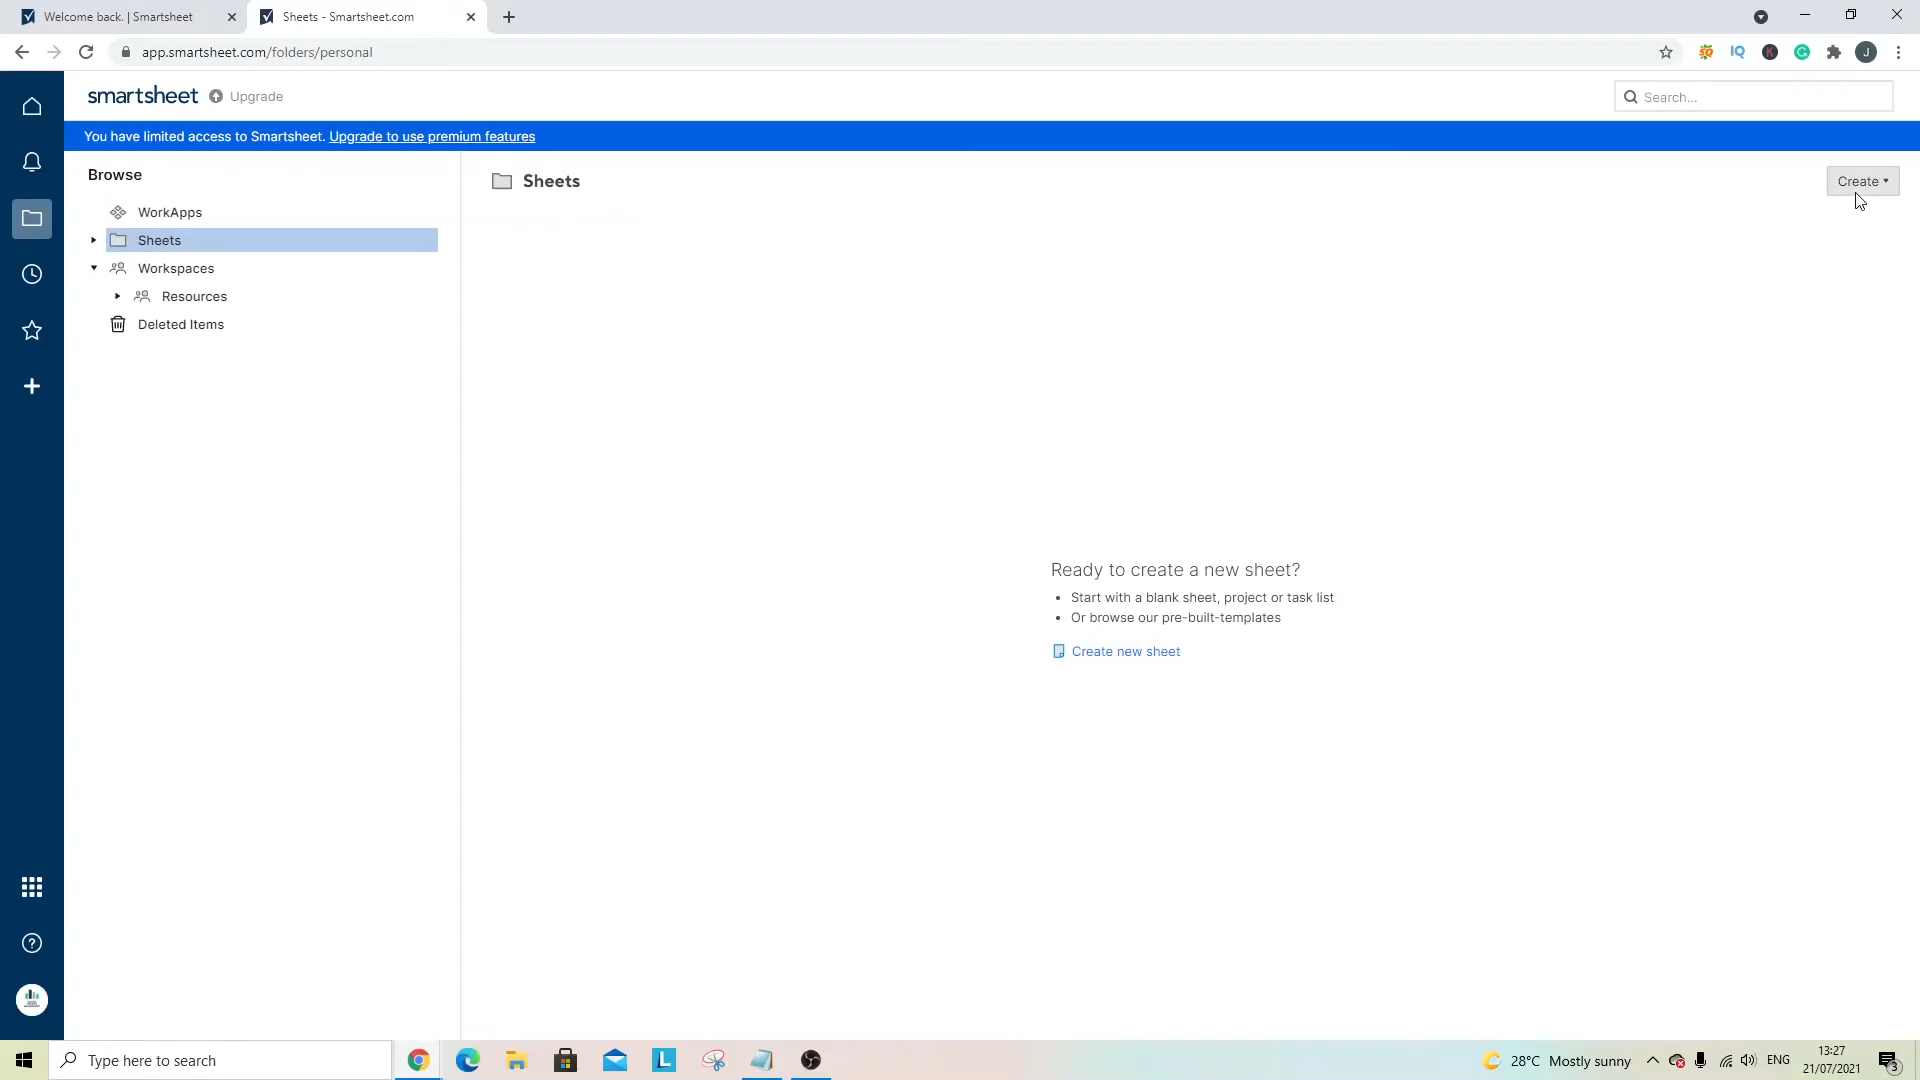 Welcome back. | Smartsheet
Sheets - Smartsheet.com
app.smartsheet.com/folders/personal
SQ
IQ
K
G
J
smartsheet
Upgrade
Search...
You have limited access to Smartsheet. Upgrade to use premium features
Browse
Sheets
Create
WorkApps
Sheets
Workspaces
Resources
Deleted Items
Ready to create a new sheet?
• Start with a blank sheet, project or task list
• Or browse our pre-built-templates
Create new sheet
?
Type here to search
L
28°C Mostly sunny
ENG
13:27
21/07/2021
3